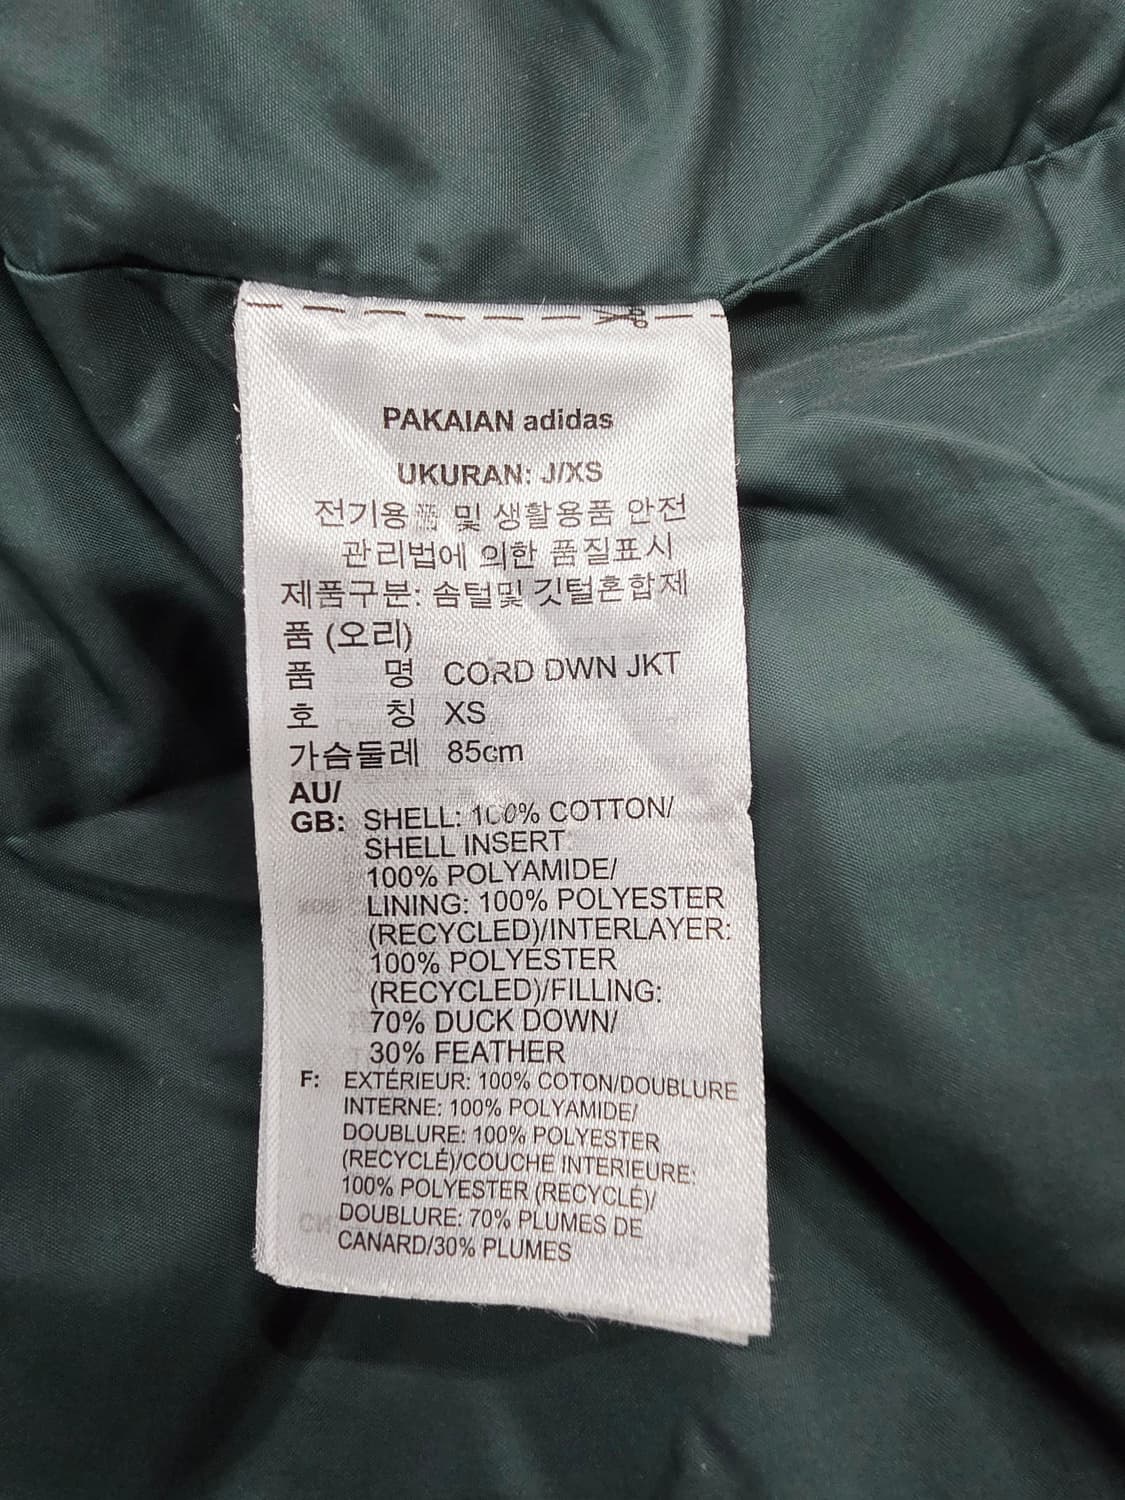 PAKAIAN adidas
UKURAN: J/XS
전기용품 및 생활용품 안전
관리법에 의한 품질표시
제품구분: 솜털및 깃털혼합제
품 (오리)
품 명 CORD DWN JKT
호 칭 XS
가슴둘레 85cm
AU/
GB: SHELL: 100% COTTON/
SHELL INSERT:
100% POLYAMIDE/
LINING: 100% POLYESTER
(RECYCLED)/INTERLAYER:
100% POLYESTER
(RECYCLED)/FILLING:
70% DUCK DOWN/
30% FEATHER
F: EXTÉRIEUR: 100% COTON/DOUBLURE
INTERNE: 100% POLYAMIDE/
DOUBLURE: 100% POLYESTER
(RECYCLÉ)/COUCHE INTERIEURE:
100% POLYESTER (RECYCLÉ)/
DOUBLURE: 70% PLUMES DE
CANARD/30% PLUMES